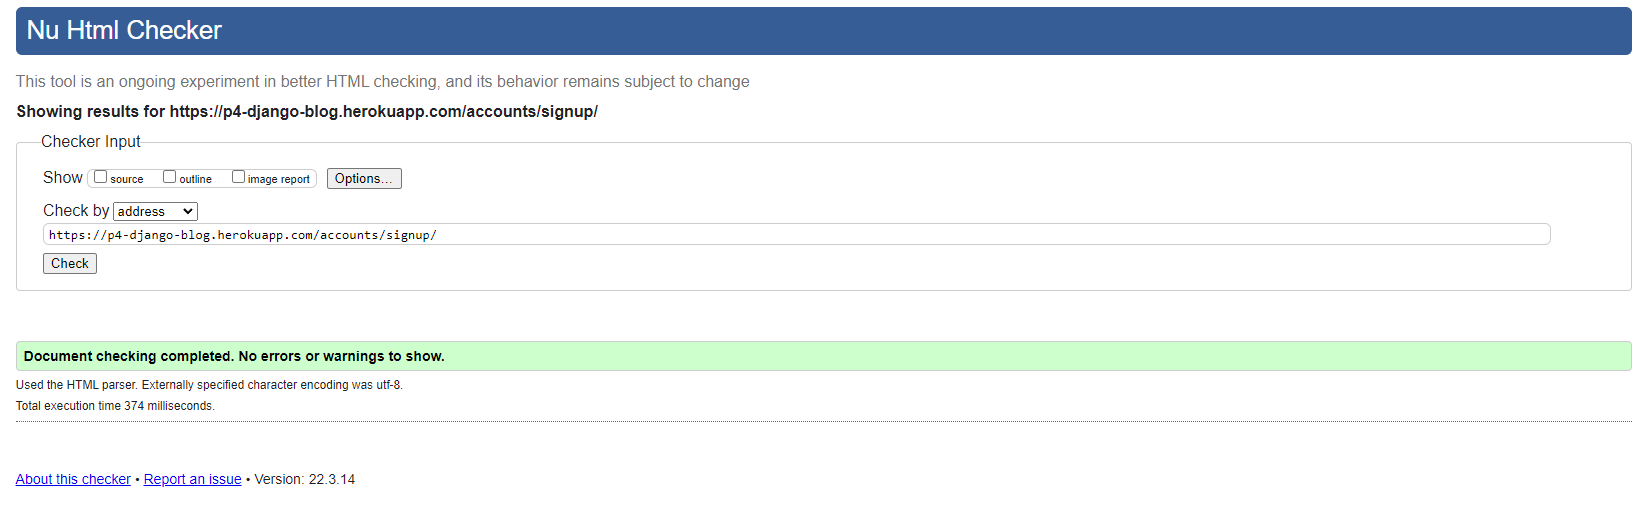 Nu Html Checker
This tool is an ongoing experiment in better HTML checking, and its behavior remains subject to change
Showing results for https://p4-django-blog.herokuapp.com/accounts/signup/
Checker Input
Show source outline image report Options...
Check by address
https://p4-django-blog.herokuapp.com/accounts/signup/
Check
Document checking completed. No errors or warnings to show.
Used the HTML parser. Externally specified character encoding was utf-8.
Total execution time 374 milliseconds.
About this checker • Report an issue • Version: 22.3.14